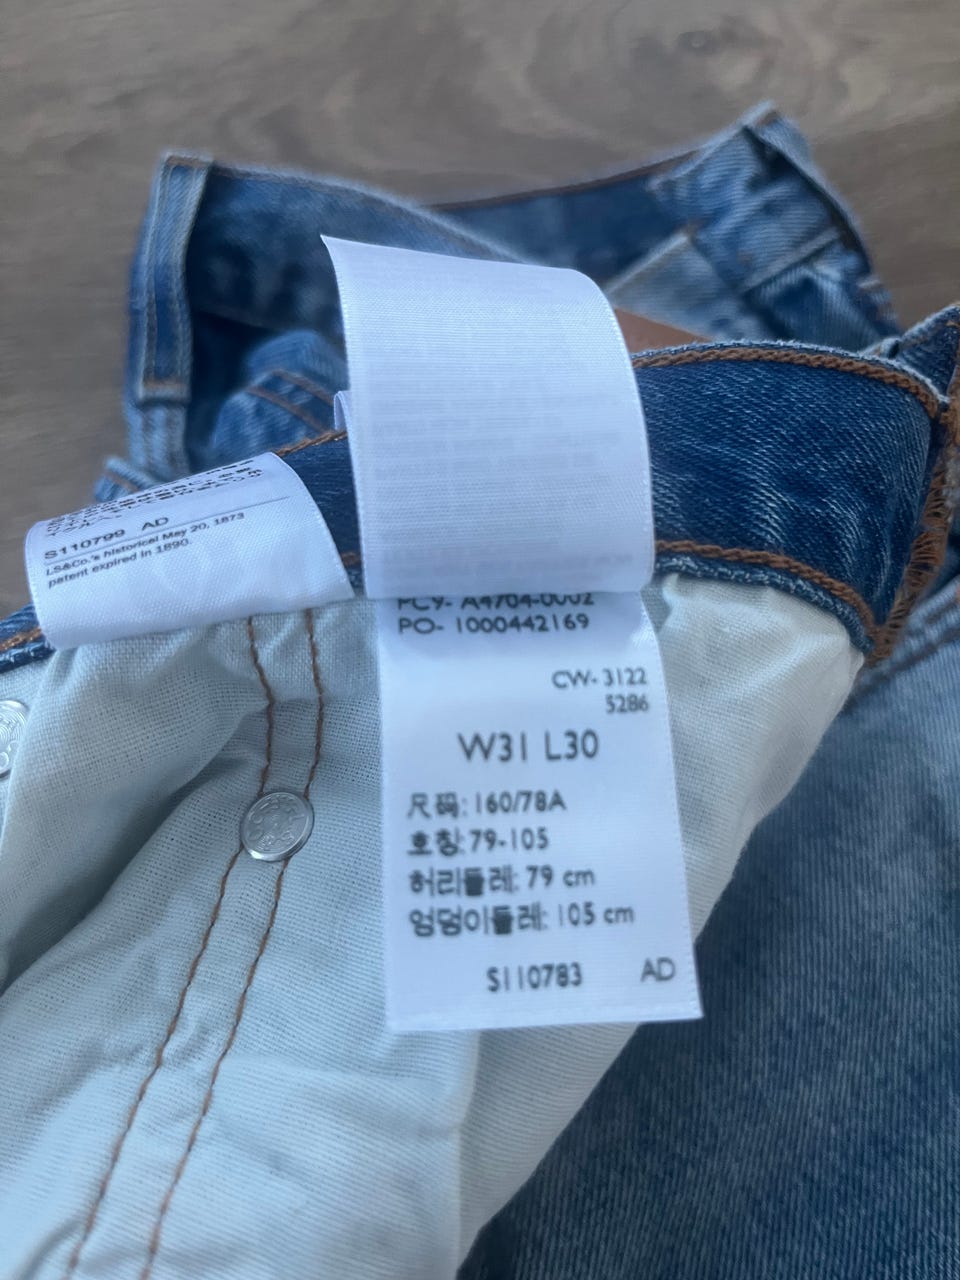 S110799 AD
LS&Co.'s historical May 20, 1873
patent expired in 1890.
PC9- A4704-0002
PO- 1000442169
CW- 3122
5286
W31 L30
尺码: 160/78A
호칭: 79-105
허리둘레: 79 cm
엉덩이둘레: 105 cm
S110783 AD